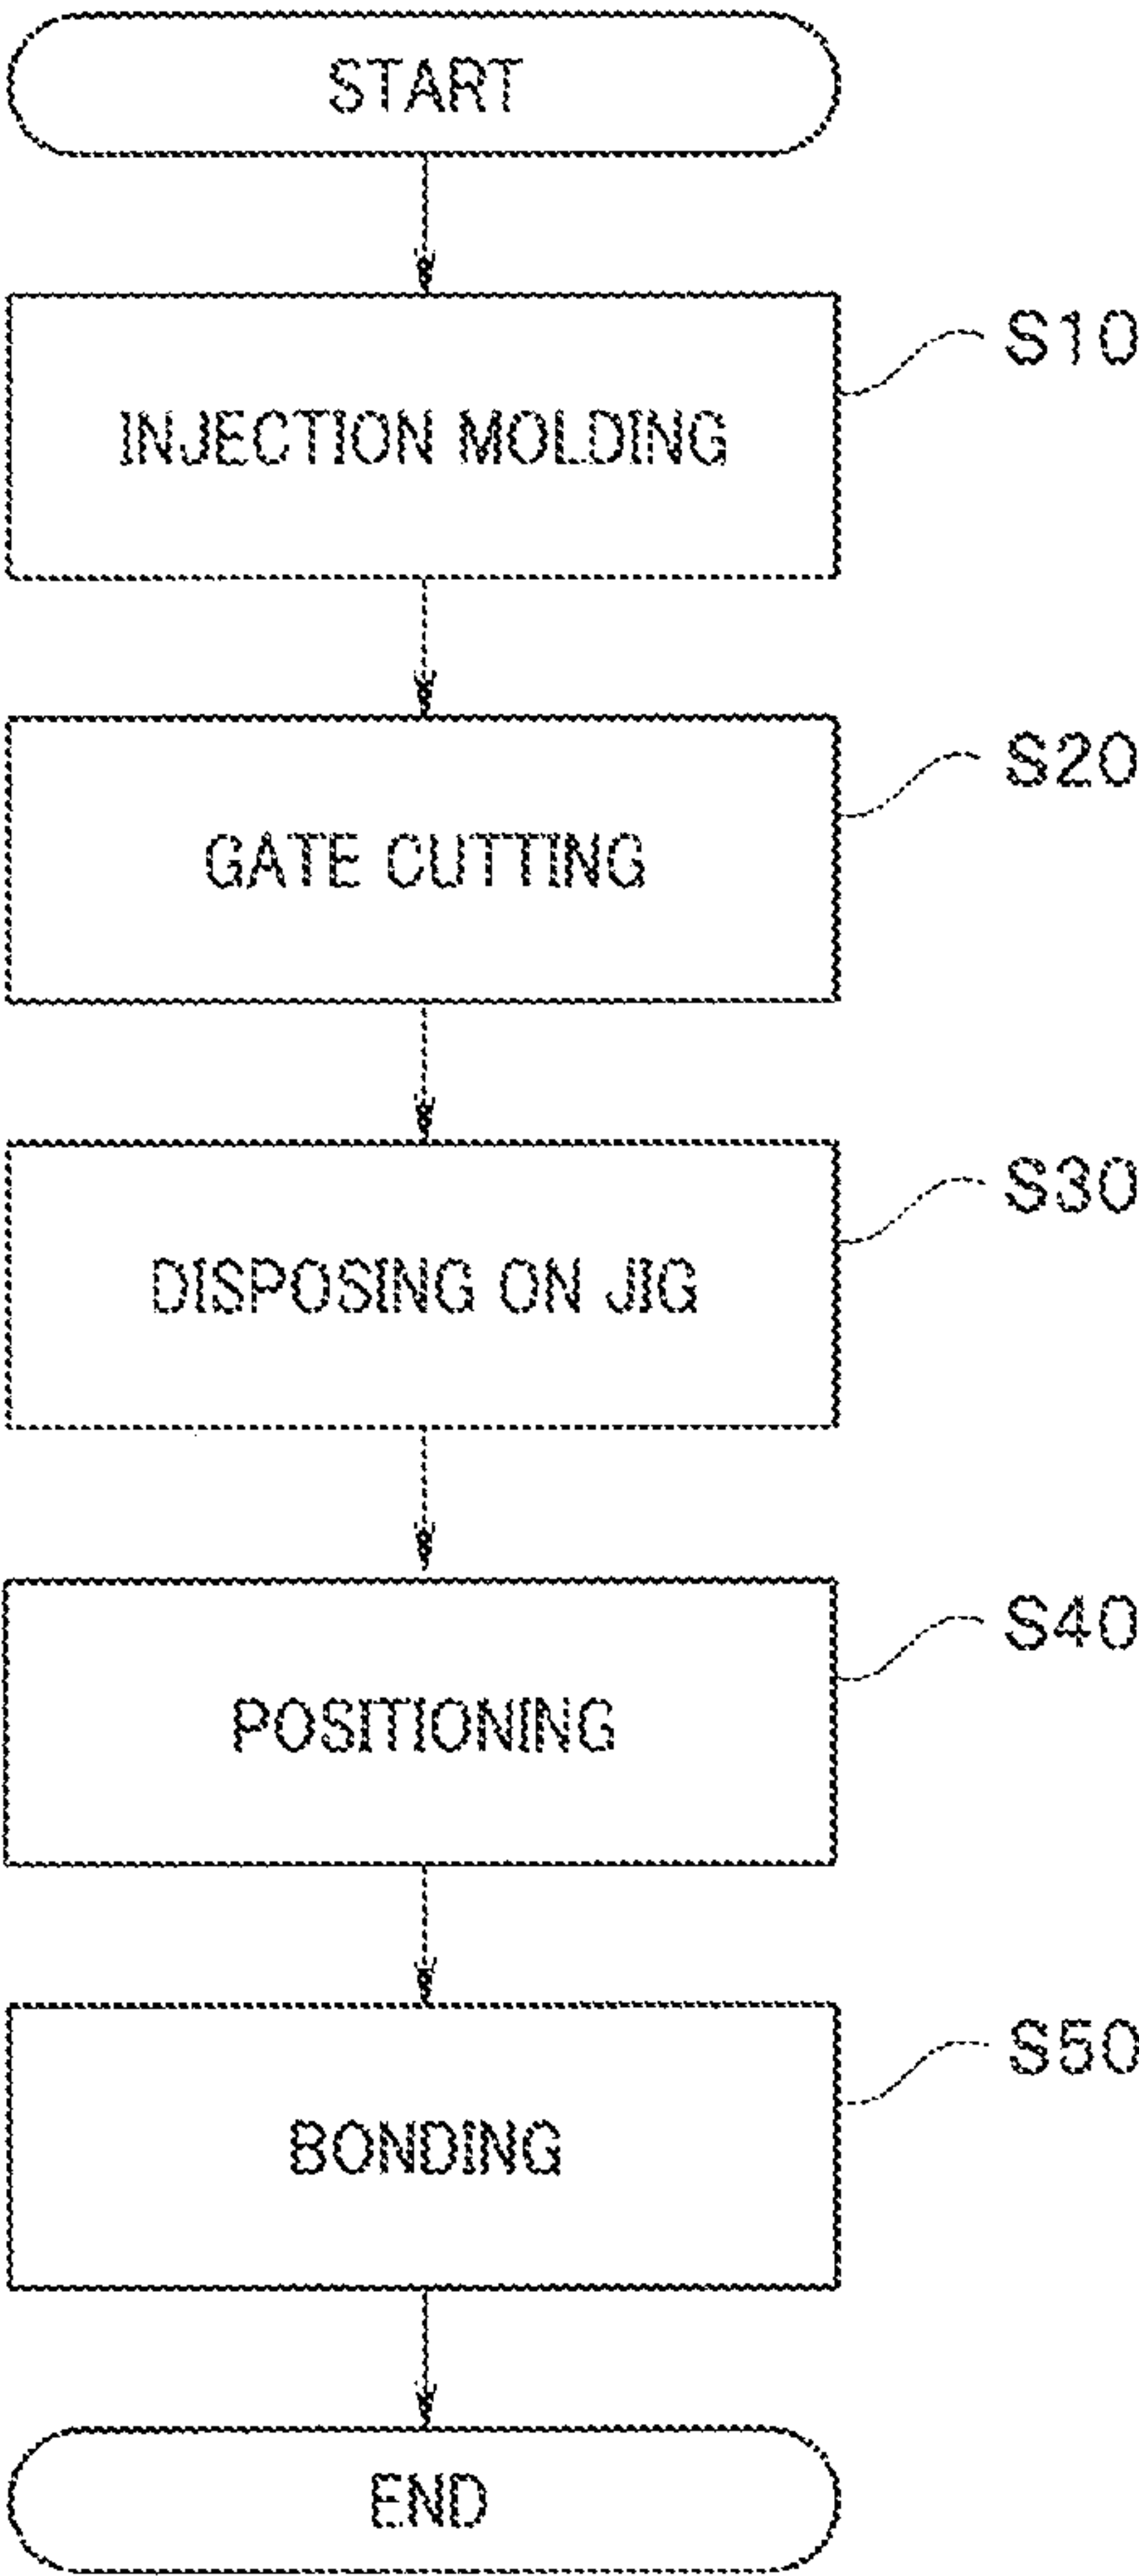 START
INJECTION MOLDING
S10
GATE CUTTING
S20
DISPOSING ON JIG
S30
POSITIONING
S40
BONDING
S50
END